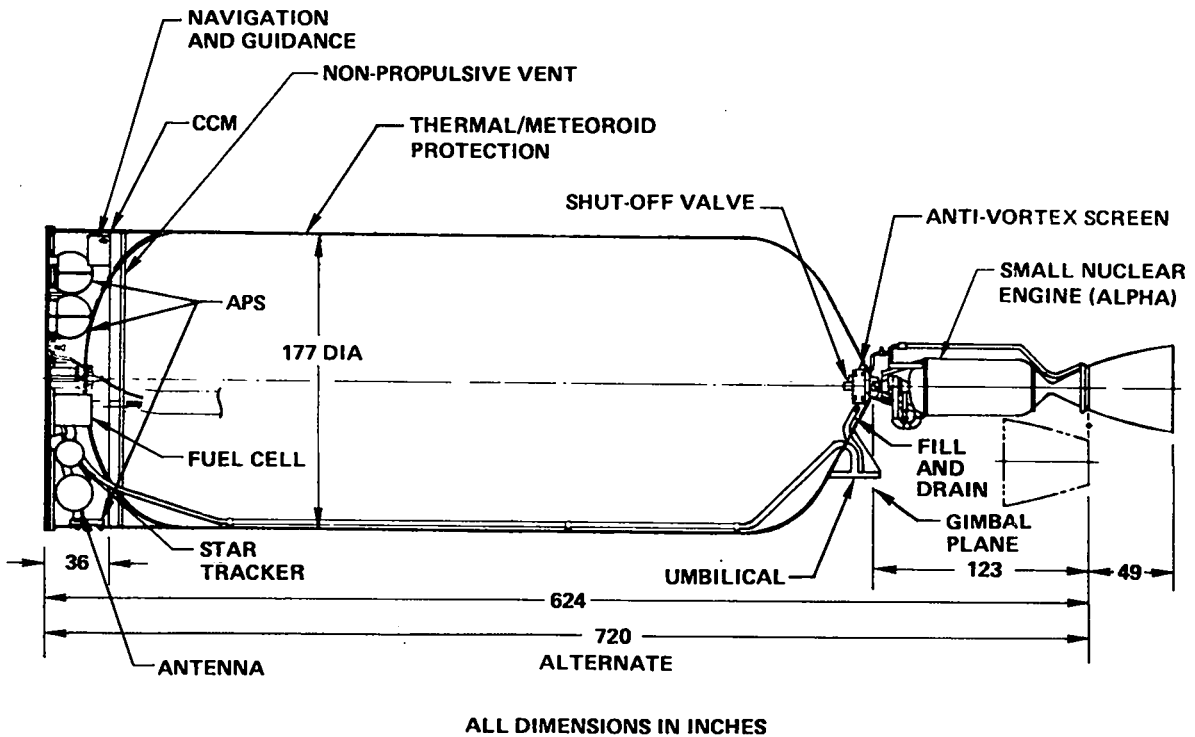 NAVIGATION
AND GUIDANCE
NON-PROPULSIVE VENT
CCM
THERMAL/METEOROID
PROTECTION
SHUT-OFF VALVE
ANTI-VORTEX SCREEN
SMALL NUCLEAR
ENGINE (ALPHA)
APS
177 DIA
FUEL CELL
FILL
AND
DRAIN
GIMBAL
PLANE
STAR
TRACKER
UMBILICAL
36
123
49
624
720
ALTERNATE
ANTENNA
ALL DIMENSIONS IN INCHES